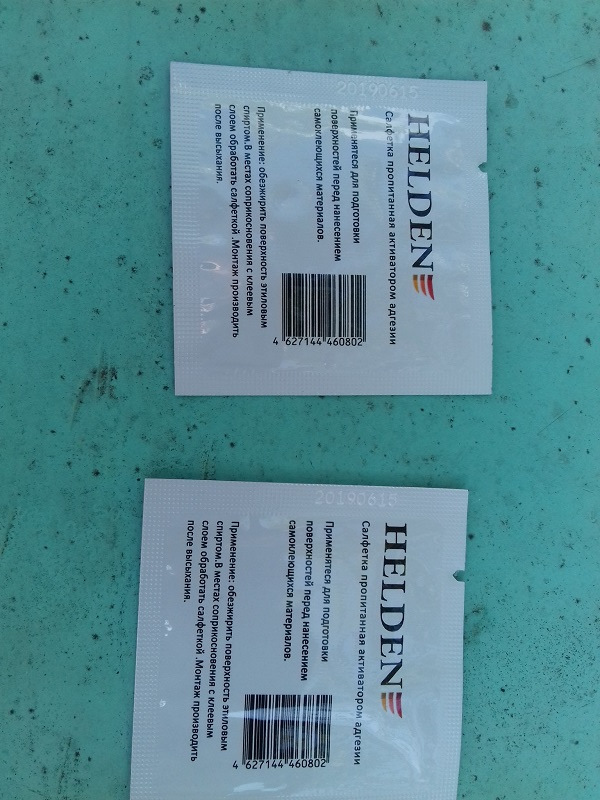 HELDEN
Салфетка пропитанная активатором адгезии
Применятеся для подготовки
поверхностей перед нанесением
самоклеющихся материалов.
Применение: обезжирить поверхность этиловым
спиртом.В местах соприкосновения с клеевым
слоем обработать салфеткой .Монтаж производить
после высыхания.
4 627144 460802
20190615
HELDEN
Салфетка пропитанная активатором адгезии
Применятеся для подготовки
поверхностей перед нанесением
самоклеющихся материалов.
Применение: обезжирить поверхность этиловым
спиртом.В местах соприкосновения с клеевым
слоем обработать салфеткой .Монтаж производить
после высыхания.
4 627144 460802
20190615